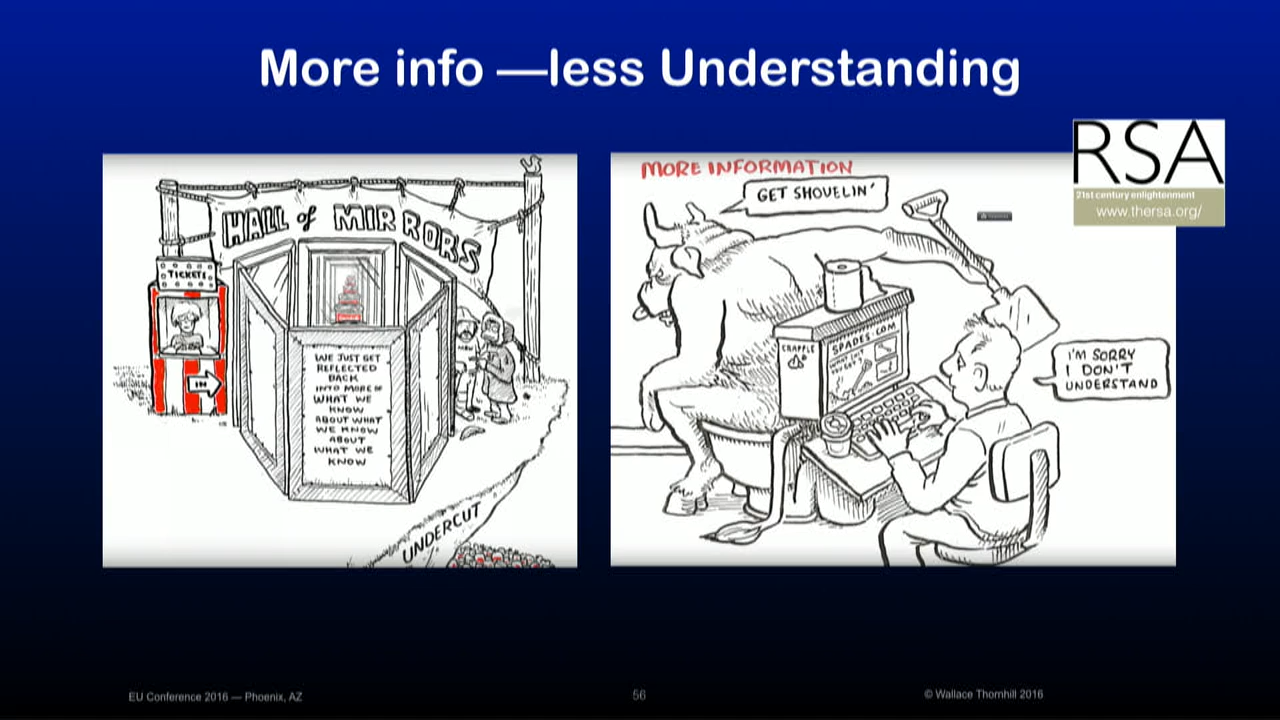 More info —less Understanding
RSA
21st century enlightenment
www.thersa.org/
HALL of MIRRORS
TICKETS
IN
WE JUST GET
REFLECTED
BACK
INTO MORE OF
WHAT WE
KNOW
ABOUT WHAT
WE KNOW
ABOUT
WHAT WE
KNOW
UNDERCUT
MORE INFORMATION
GET SHOVELIN'
CRAPPLE
SPADES.COM
I'M SORRY
I DON'T
UNDERSTAND
EU Conference 2016 — Phoenix, AZ
56
© Wallace Thornhill 2016